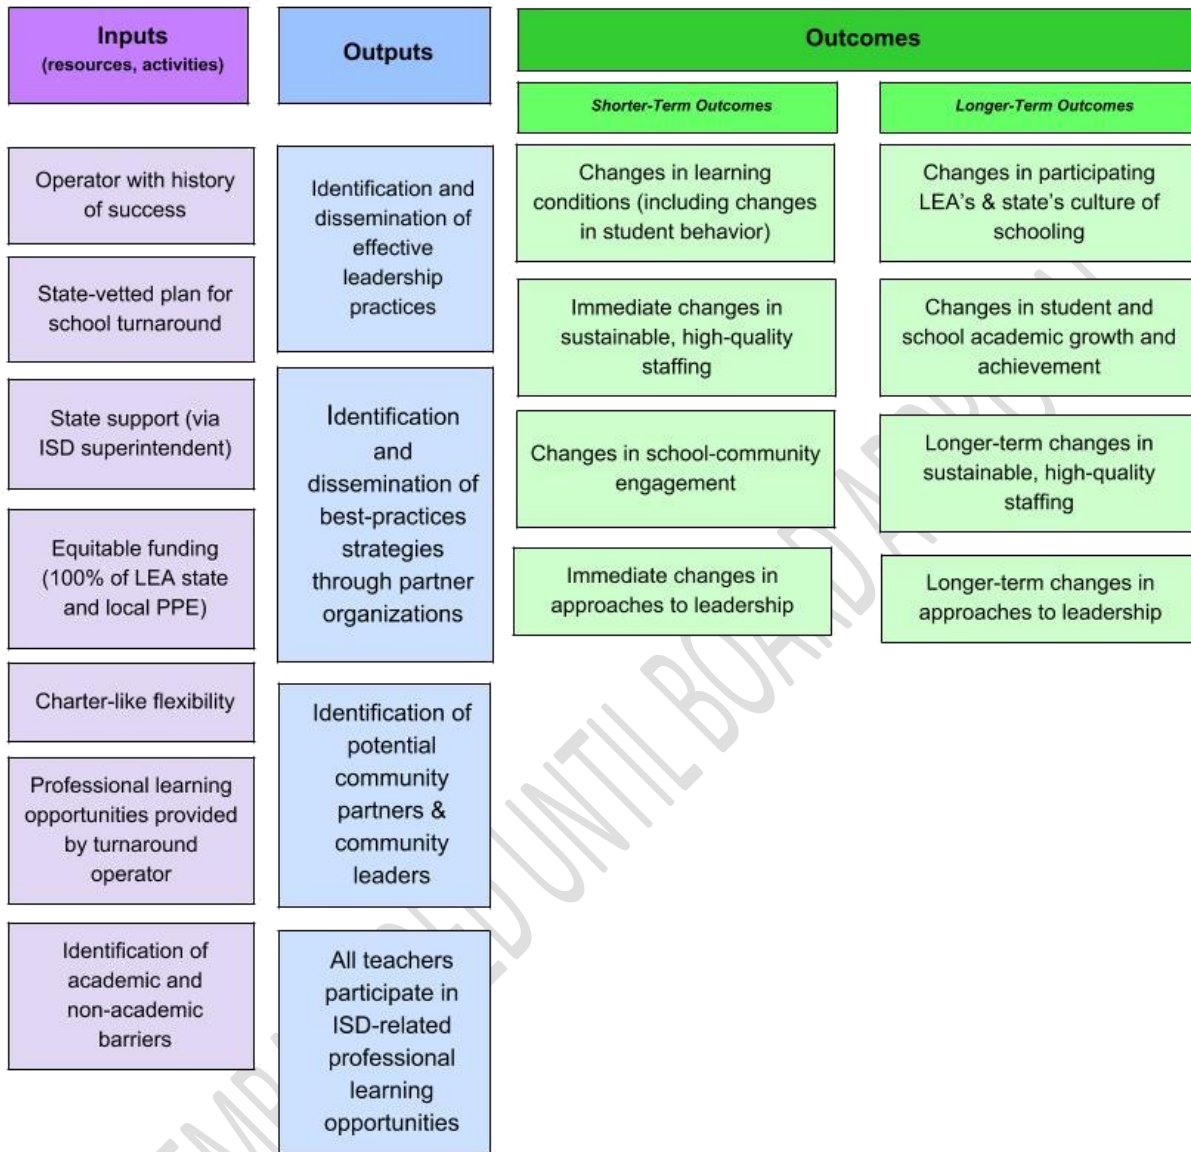 Inputs
(resources, activities)
Operator with history
of success
State-vetted plan for
school turnaround
State support (via
ISD superintendent)
Equitable funding
(100% of LEA state
and local PPE)
Charter-like flexibility
Professional learning
opportunities provided
by turnaround
operator
Identification of
academic and
non-academic
barriers
Outputs
Identification and
dissemination of
effective
leadership
practices
Identification
and
dissemination of
best-practices
strategies
through partner
organizations
Identification of
potential
community
partners &
community
leaders
All teachers
participate in
ISD-related
professional
learning
opportunities
Outcomes
Shorter-Term Outcomes
Changes in learning
conditions (including changes
in student behavior)
Immediate changes in
sustainable, high-quality
staffing
Changes in school-community
engagement
Immediate changes in
approaches to leadership
Longer-Term Outcomes
Changes in participating
LEA’s & state’s culture of
schooling
Changes in student and
school academic growth and
achievement
Longer-term changes in
sustainable, high-quality
staffing
Longer-term changes in
approaches to leadership
UNTIL BOARD